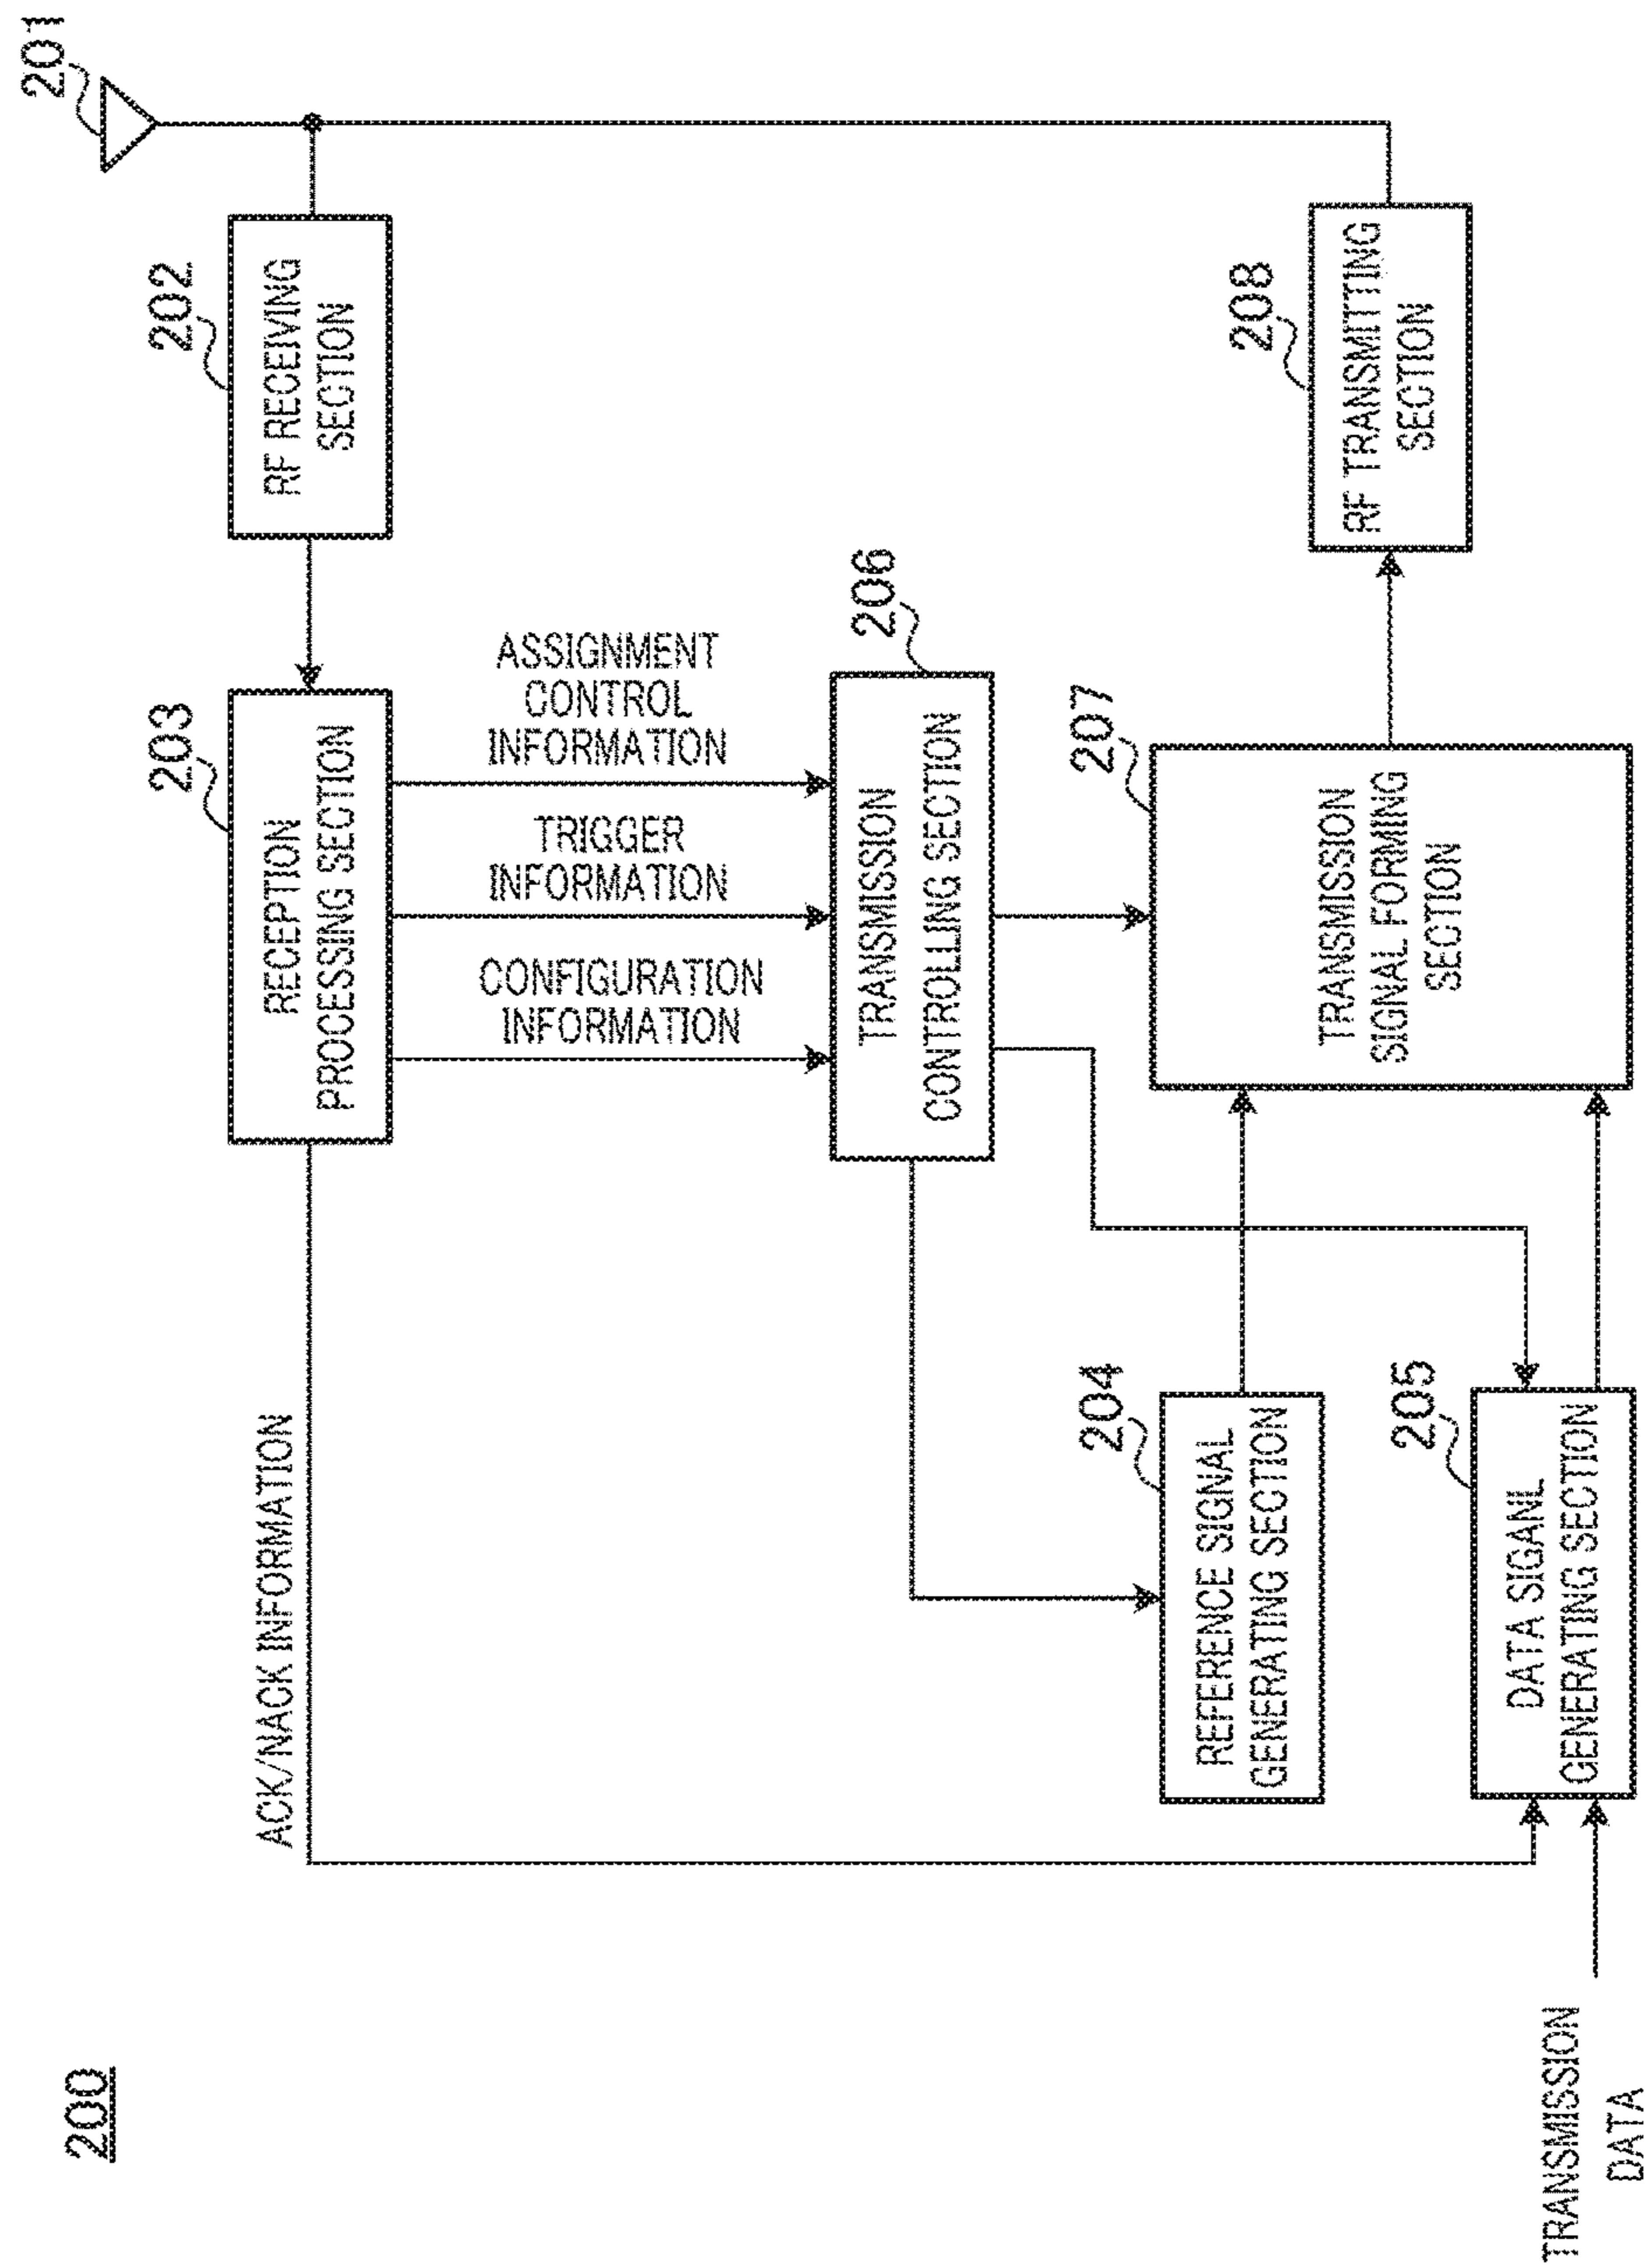 200
201
202
RF RECEIVING
SECTION
203
RECEPTION
PROCESSING SECTION
ACK/NACK INFORMATION
CONFIGURATION
INFORMATION
TRIGGER
INFORMATION
ASSIGNMENT
CONTROL
INFORMATION
206
TRANSMISSION
CONTROLLING SECTION
204
REFERENCE SIGNAL
GENERATING SECTION
207
TRANSMISSION
SIGNAL FORMING
SECTION
208
RF TRANSMITTING
SECTION
205
DATA SIGANL
GENERATING SECTION
TRANSMISSION
DATA